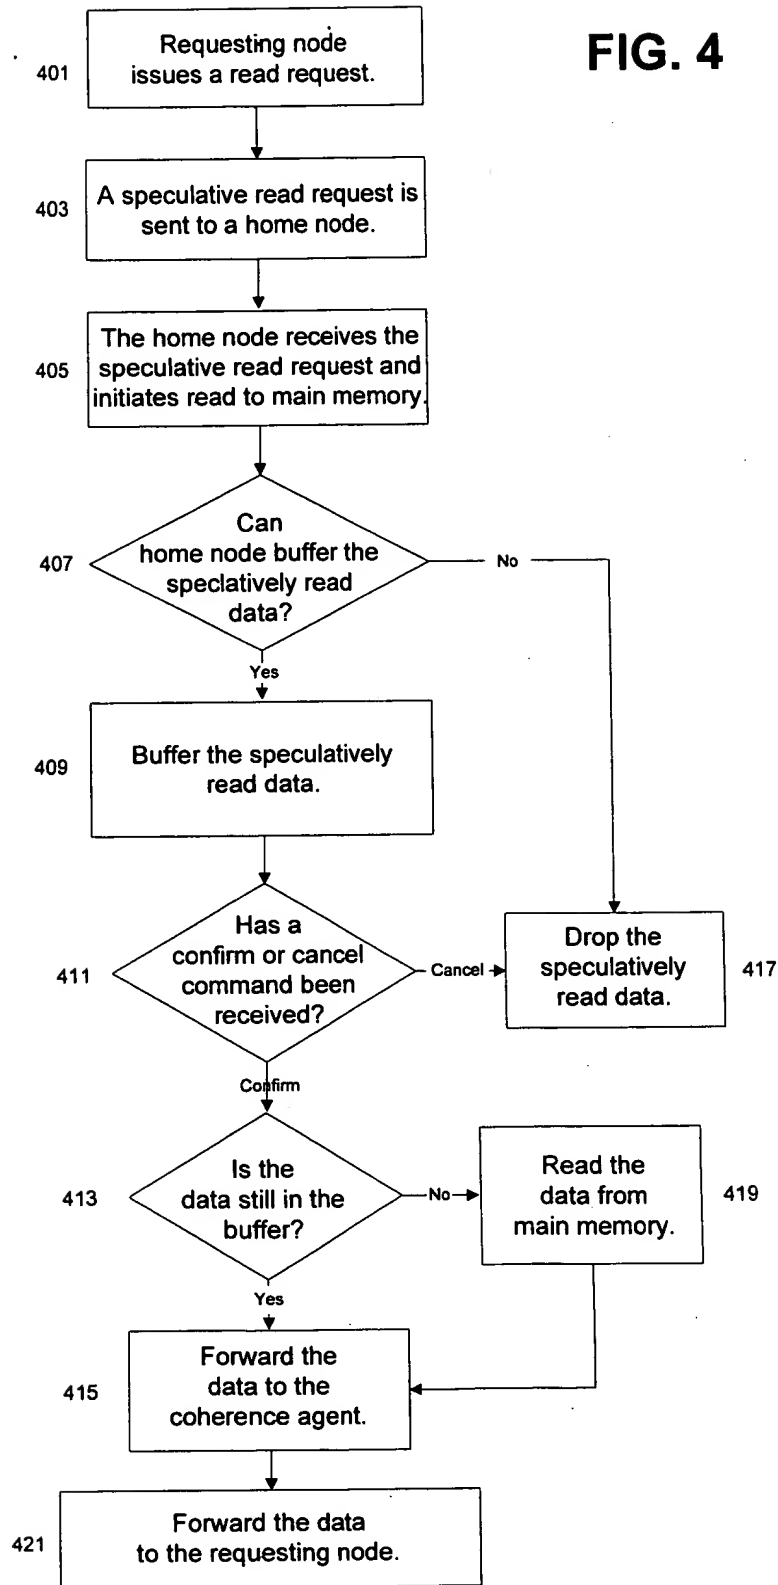 FIG. 4
Requesting node
issues a read request.
401
A speculative read request is
sent to a home node.
403
The home node receives the
speculative read request and
initiates read to main memory.
405
Can
home node buffer the
speclatively read
data?
407
No
Yes
Buffer the speculatively
read data.
409
Has a
confirm or cancel
command been
received?
411
Cancel
Drop the
speculatively
read data.
417
Confirm
Is the
data still in the
buffer?
413
No
Read the
data from
main memory.
419
Yes
Forward the
data to the
coherence agent.
415
Forward the data
to the requesting node.
421